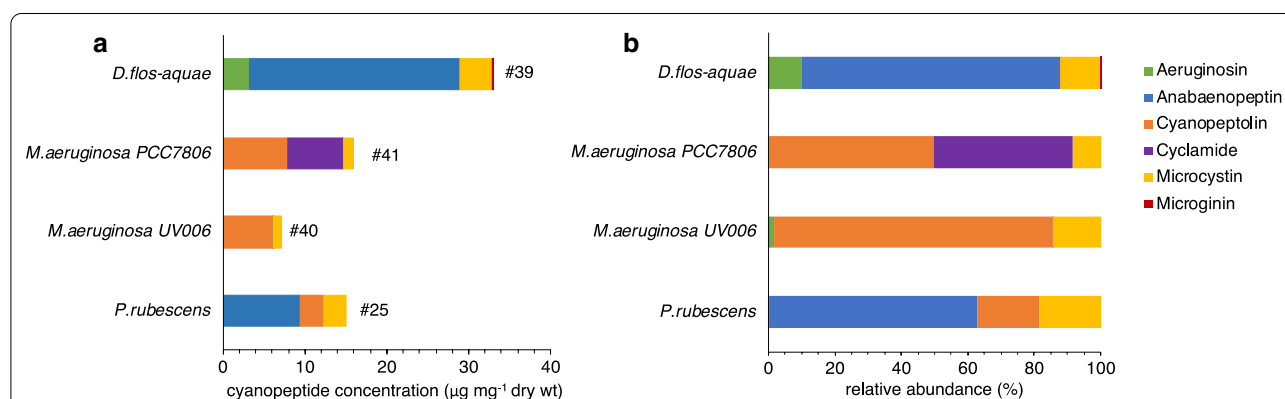 a
D.flos-aquae
#39
M.aeruginosa PCC7806
#41
M.aeruginosa UV006
#40
P.rubescens
#25
0 10 20 30 40
cyanopeptide concentration (µg mg⁻¹ dry wt)
b
D.flos-aquae
M.aeruginosa PCC7806
M.aeruginosa UV006
P.rubescens
0 20 40 60 80 100
relative abundance (%)
Aeruginosin
Anabaenopeptin
Cyanopeptolin
Cyclamide
Microcystin
Microginin